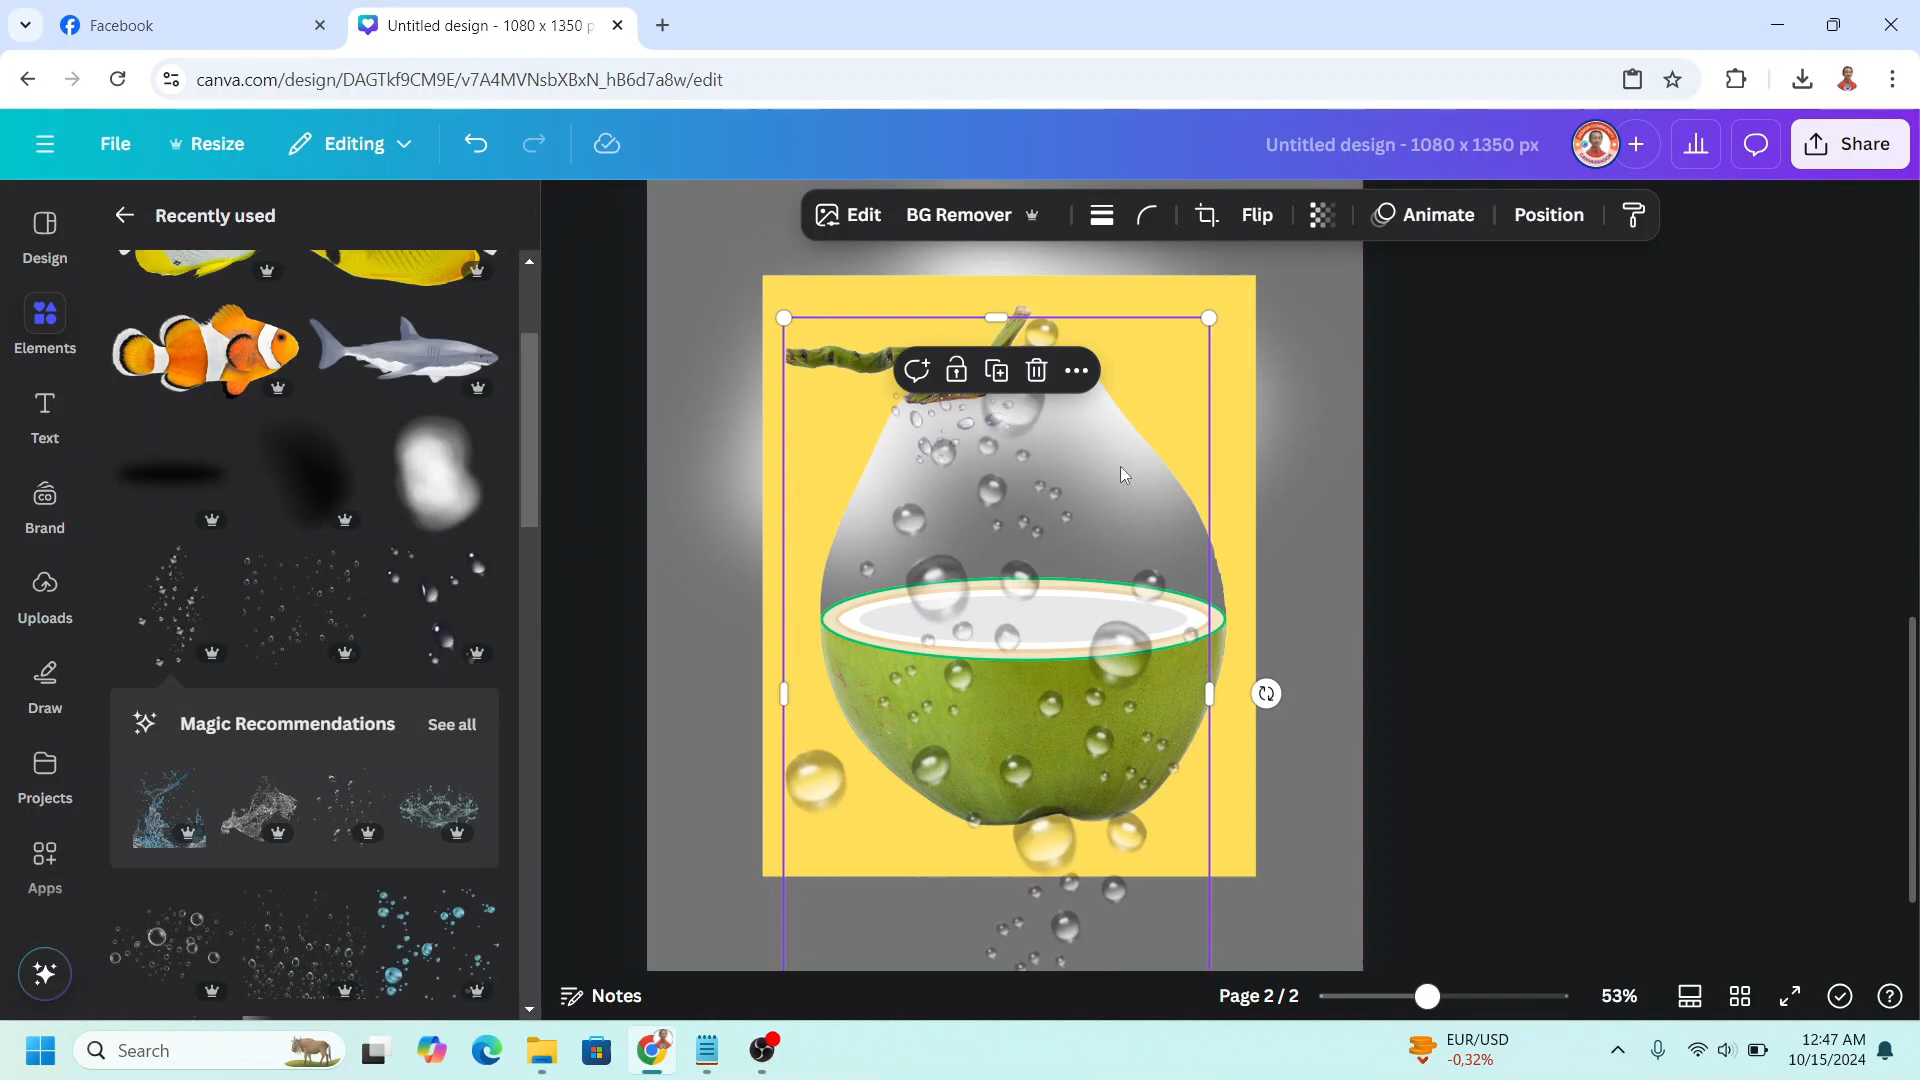 Facebook
Untitled design - 1080 x 1350 p
canva.com/design/DAGTkf9CM9E/v7A4MVNsbXBxN_hB6d7a8w/edit
File
Resize
Editing
Untitled design - 1080 x 1350 px
Share
Design
Elements
Text
Brand
Uploads
Draw
Projects
Apps
Recently used
Magic Recommendations
See all
Edit
BG Remover
Flip
Animate
Position
Notes
Page 2 / 2
53%
Search
EUR/USD
-0,32%
12:47 AM
10/15/2024